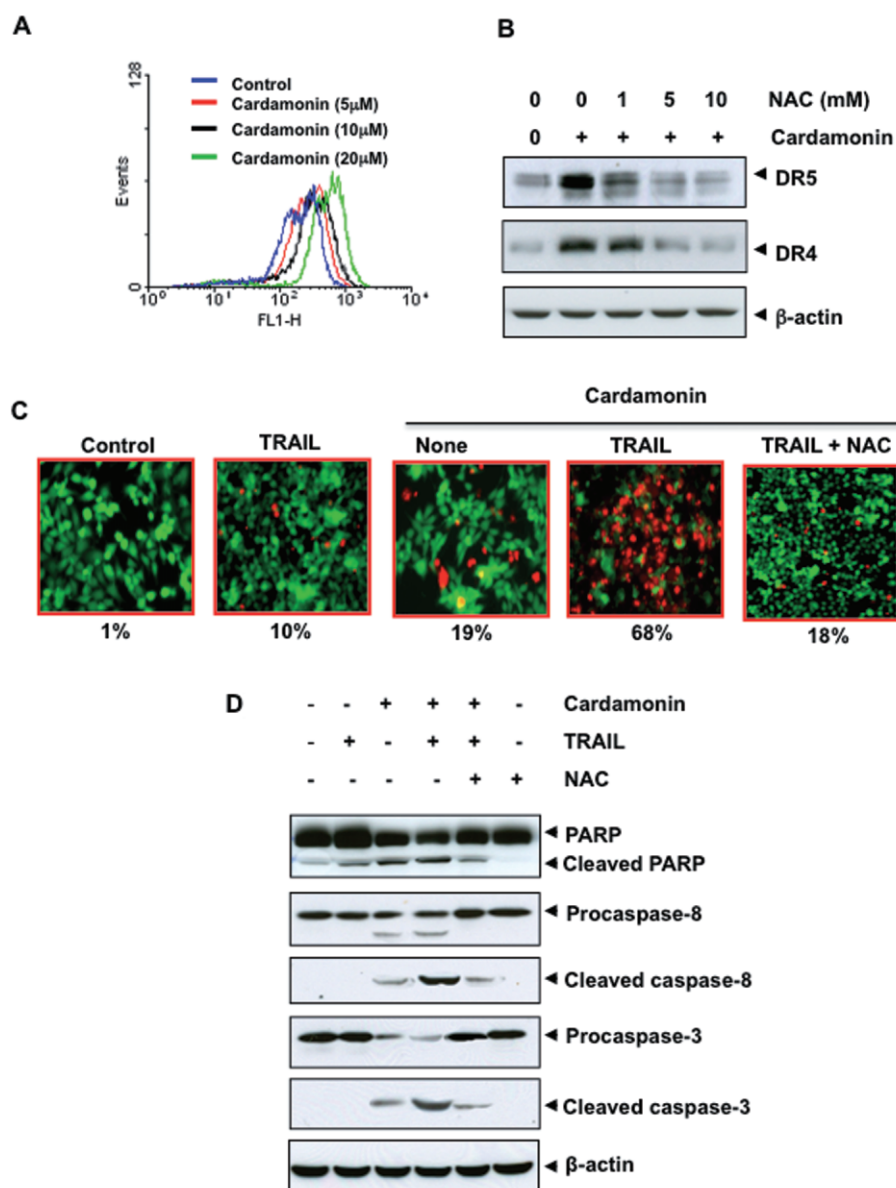 A
128
Events
0
Control
Cardamonin (5μM)
Cardamonin (10μM)
Cardamonin (20μM)
10⁰ 10¹ 10² 10³ 10⁴
FL1-H
B
0 0 1 5 10 NAC (mM)
0 + + + + Cardamonin
DR5
DR4
β-actin
C
Cardamonin
Control TRAIL None TRAIL TRAIL + NAC
1% 10% 19% 68% 18%
D
- - + + + - Cardamonin
- + - + + - TRAIL
- - - - + + NAC
PARP
Cleaved PARP
Procaspase-8
Cleaved caspase-8
Procaspase-3
Cleaved caspase-3
β-actin